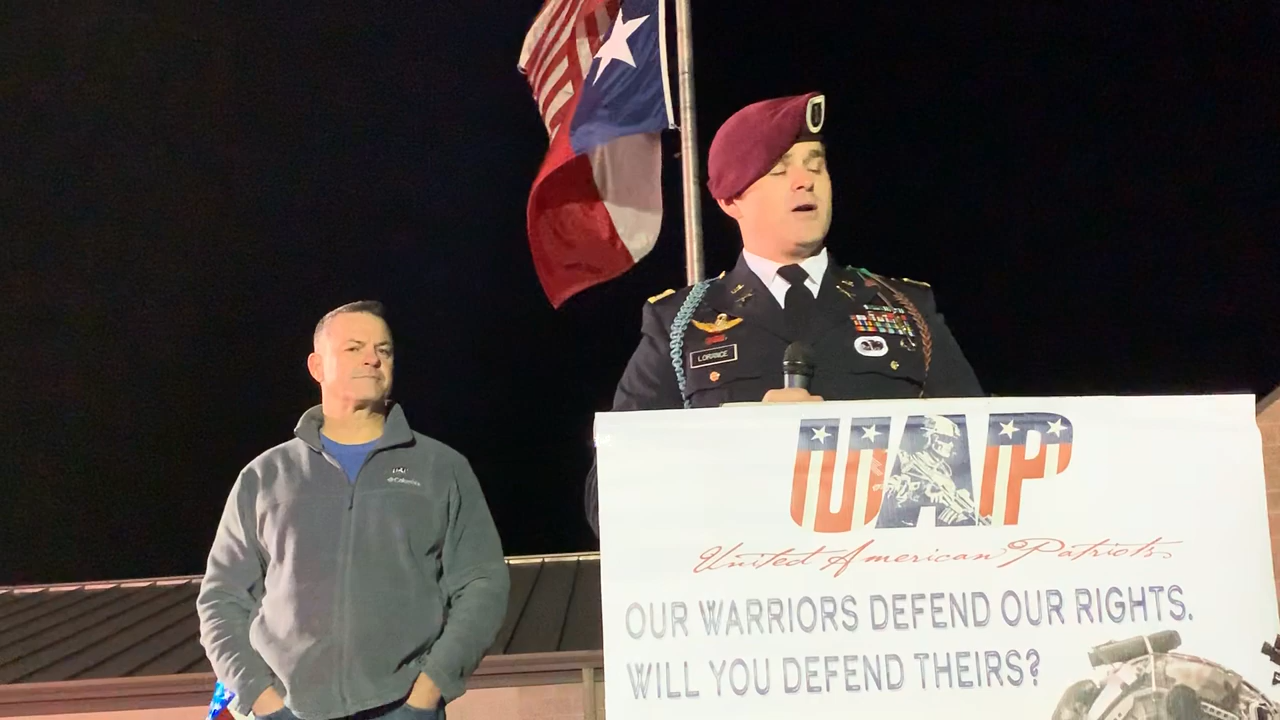 LORANCE
Columbia
UAP
United American Patriots
OUR WARRIORS DEFEND OUR RIGHTS.
WILL YOU DEFEND THEIRS?